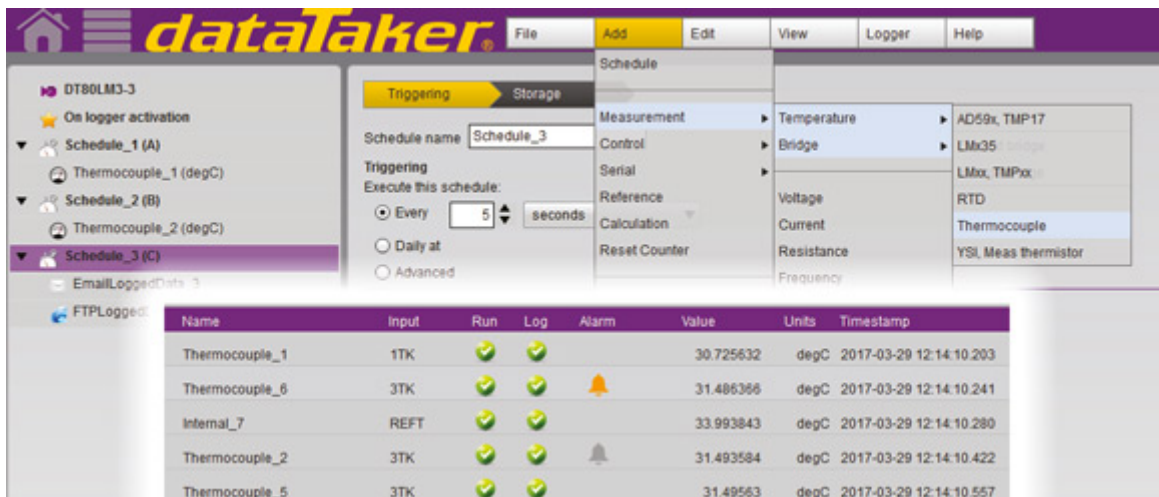 dataTaker®
File Add Edit View Logger Help
DT80LM3-3
On logger activation
Schedule_1 (A)
Thermocouple_1 (degC)
Schedule_2 (B)
Thermocouple_2 (degC)
Schedule_3 (C)
EmailLoggedData_3
FTPLogged
Triggering Storage
Schedule name Schedule_3
Triggering
Execute this schedule:
Every 5 seconds
Daily at
Advanced
Schedule
Measurement
Control
Serial
Reference
Calculation
Reset Counter
Temperature
Bridge
Voltage
Current
Resistance
Frequency
AD59x, TMP17
LMx35
LMxx, TMPxx
RTD
Thermocouple
YSI, Meas thermistor
Name Input Run Log Alarm Value Units Timestamp
Thermocouple_1 1TK 30.725632 degC 2017-03-29 12:14:10.203
Thermocouple_6 3TK 31.486366 degC 2017-03-29 12:14:10.241
Internal_7 REFT 33.993843 degC 2017-03-29 12:14:10.280
Thermocouple_2 3TK 31.493584 degC 2017-03-29 12:14:10.422
Thermocouple_5 3TK 31.49563 degC 2017-03-29 12:14:10.557